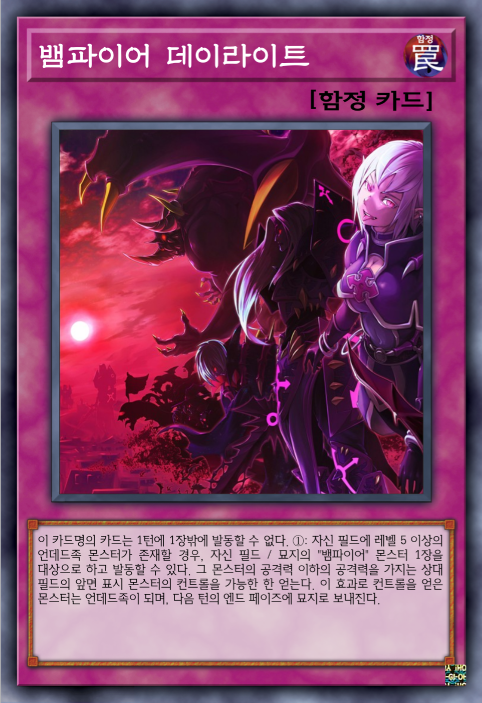 뱀파이어 데이라이트
함정
罠
[함정 카드]
이 카드명의 카드는 1턴에 1장밖에 발동할 수 없다. ①: 자신 필드에 레벨 5 이상의
언데드족 몬스터가 존재할 경우, 자신 필드 / 묘지의 "뱀파이어" 몬스터 1장을
대상으로 하고 발동할 수 있다. 그 몬스터의 공격력 이하의 공격력을 가지는 상대
필드의 앞면 표시 몬스터의 컨트롤을 가능한 한 얻는다. 이 효과로 컨트롤을 얻은
몬스터는 언데드족이 되며, 다음 턴의 엔드 페이즈에 묘지로 보내진다.